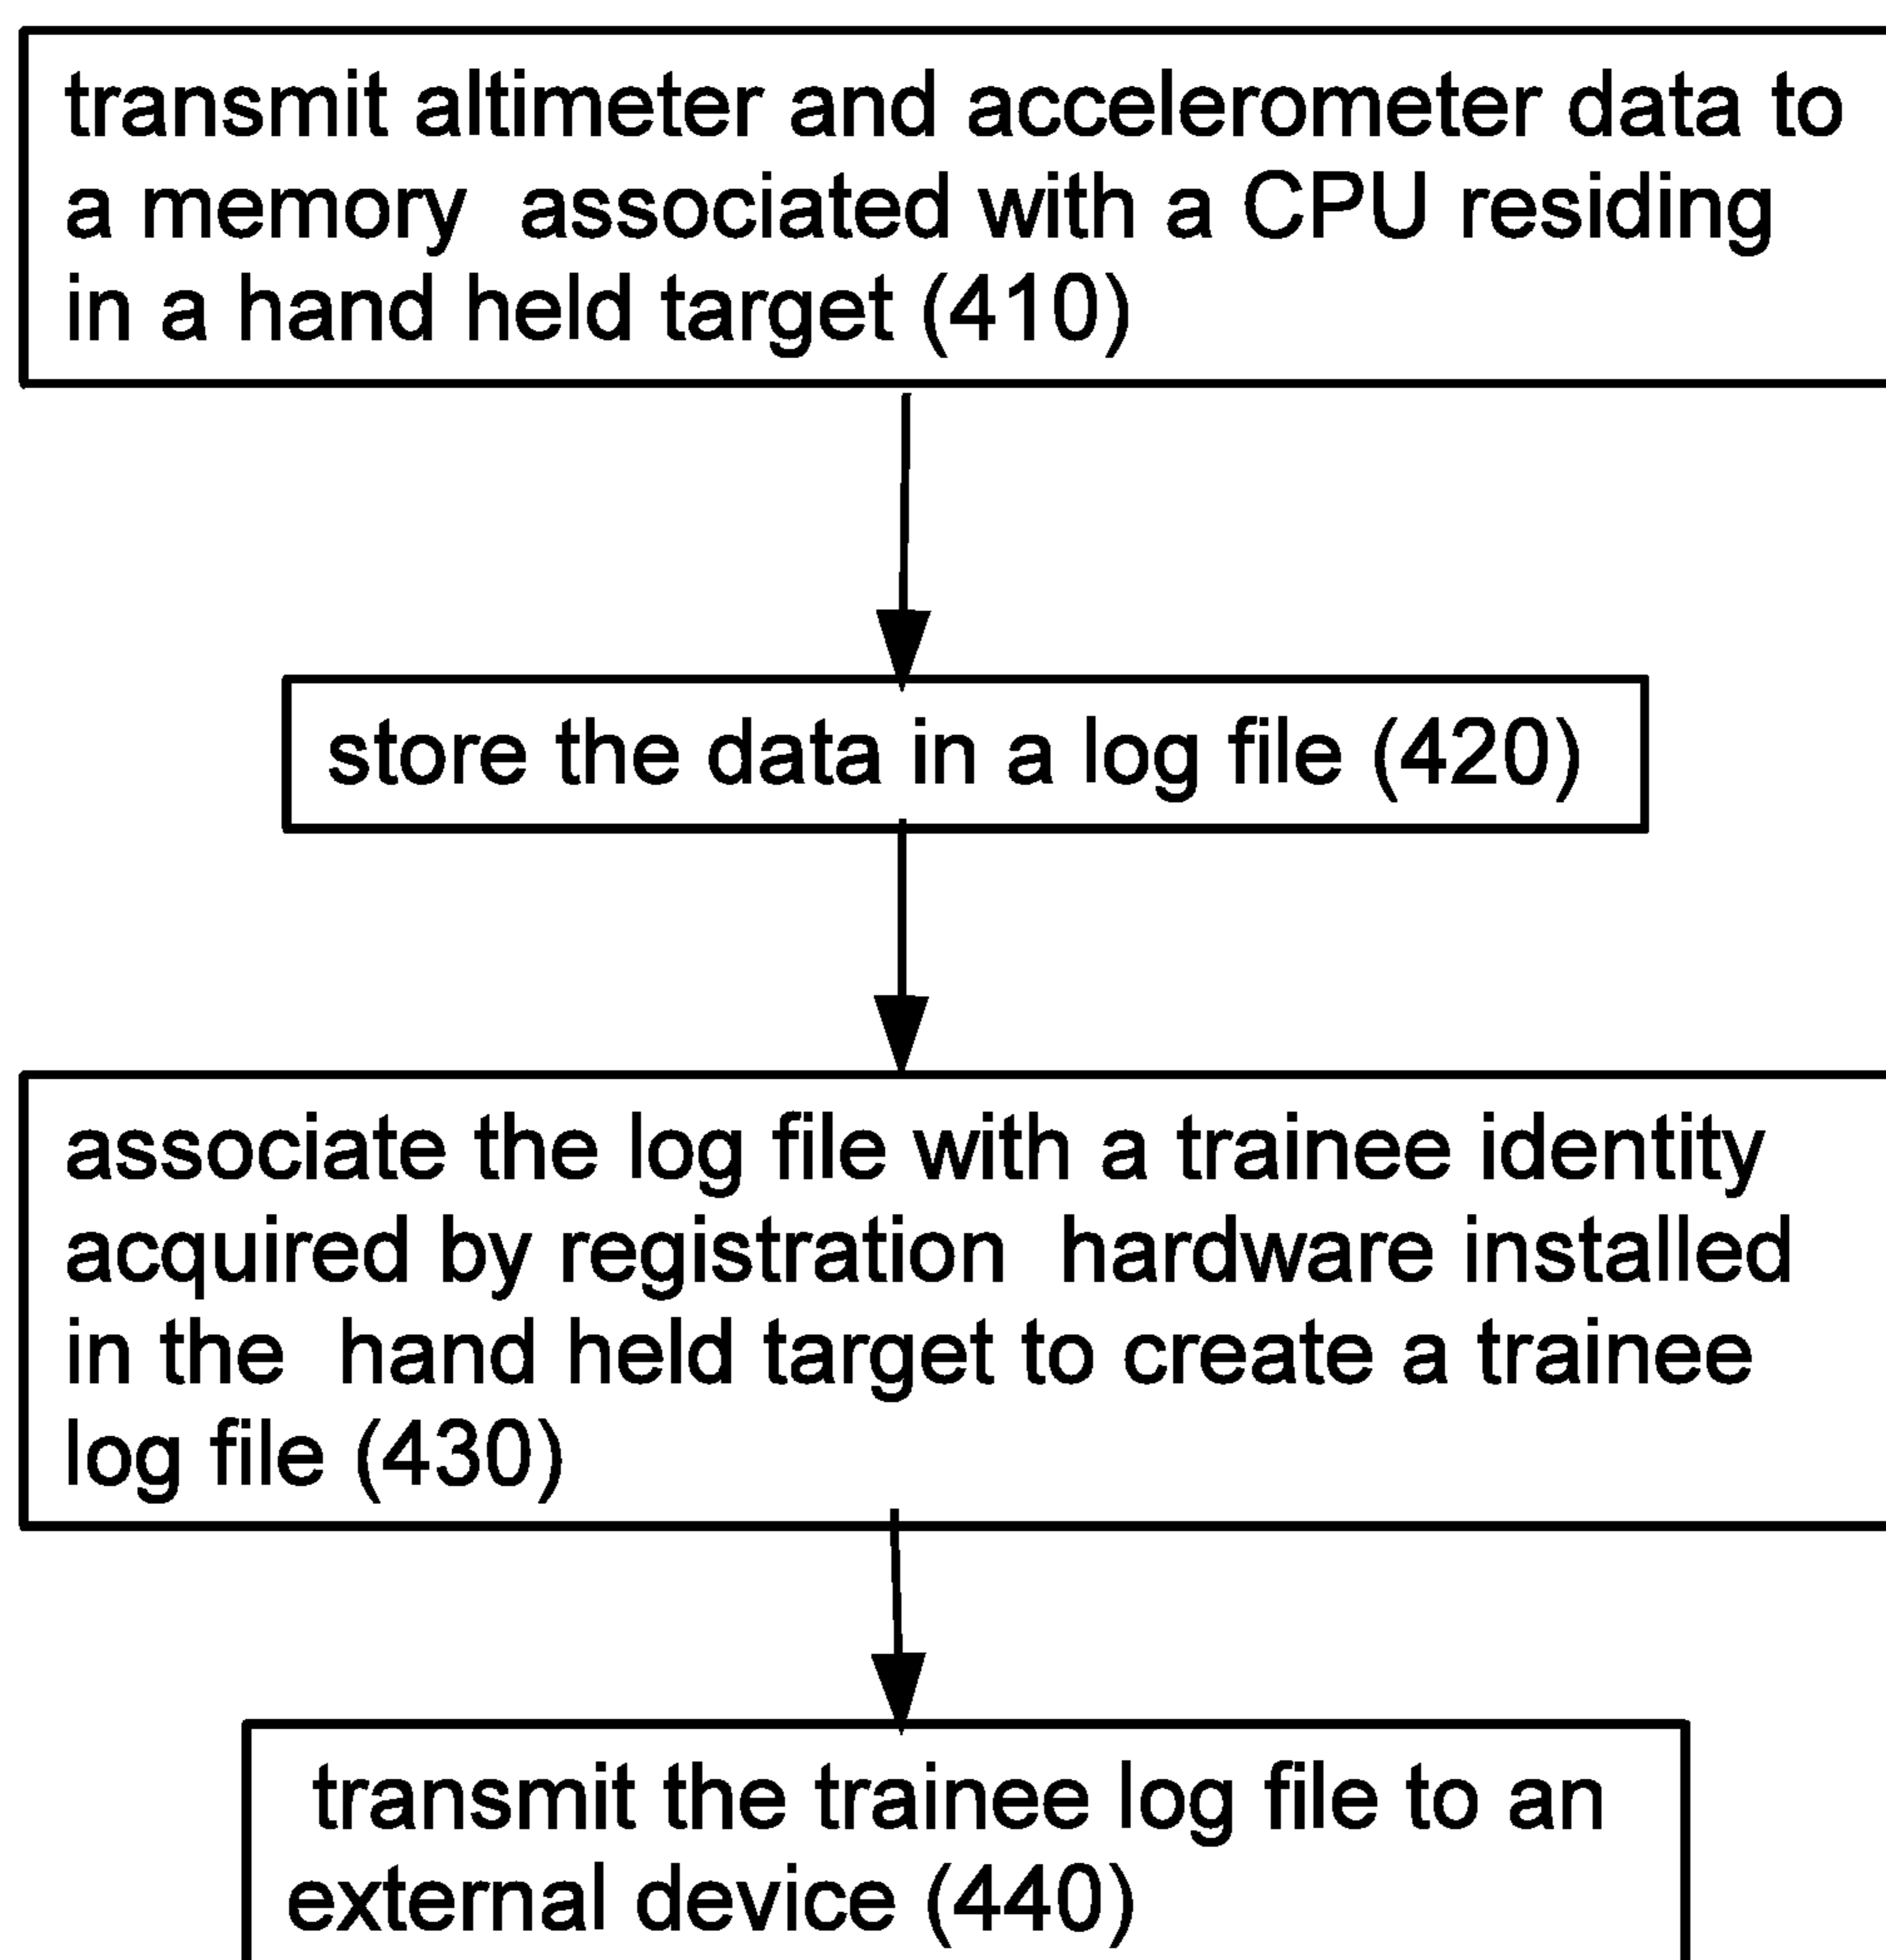 transmit altimeter and accelerometer data to
a memory associated with a CPU residing
in a hand held target (410)
store the data in a log file (420)
associate the log file with a trainee identity
acquired by registration hardware installed
in the hand held target to create a trainee
log file (430)
transmit the trainee log file to an
external device (440)